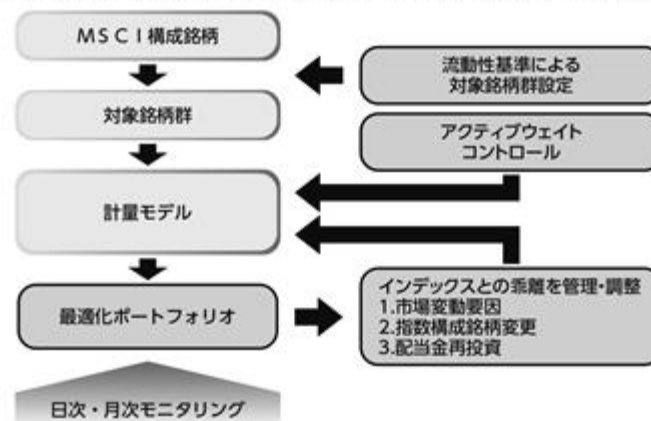 MSCI構成銘柄
流動性基準による
対象銘柄群設定
対象銘柄群
アクティブウェイト
コントロール
計量モデル
最適化ポートフォリオ
インデックスとの乖離を管理・調整
1.市場変動要因
2.指数構成銘柄変更
3.配当金再投資
日次・月次モニタリング